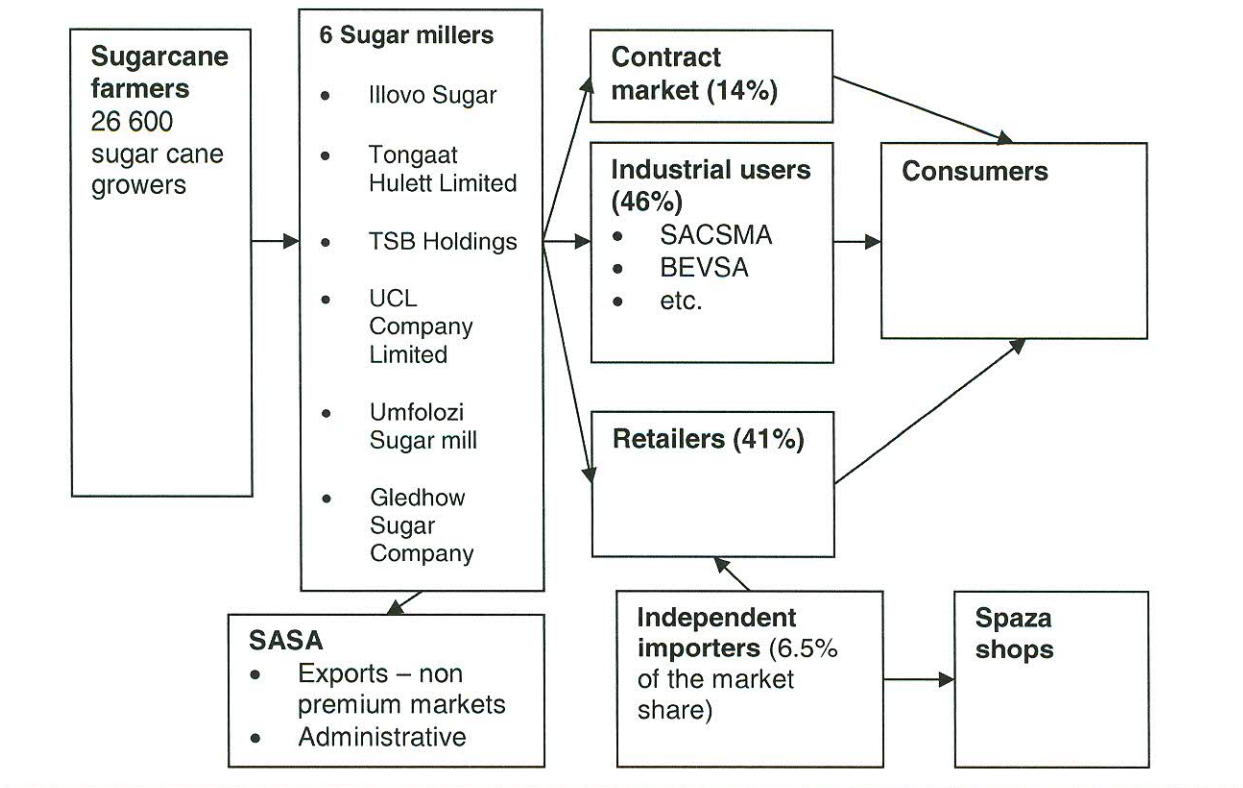 Sugarcane
farmers
26 600
sugar cane
growers
6 Sugar millers
• Illovo Sugar
• Tongaat
Hulett Limited
• TSB Holdings
• UCL
Company
Limited
• Umfolozi
Sugar mill
• Gledhow
Sugar
Company
Contract
market (14%)
Industrial users
(46%)
• SACSMA
• BEVSA
• etc.
Retailers (41%)
Consumers
SASA
• Exports – non
premium markets
• Administrative
Independent
importers (6.5%
of the market
share)
Spaza
shops